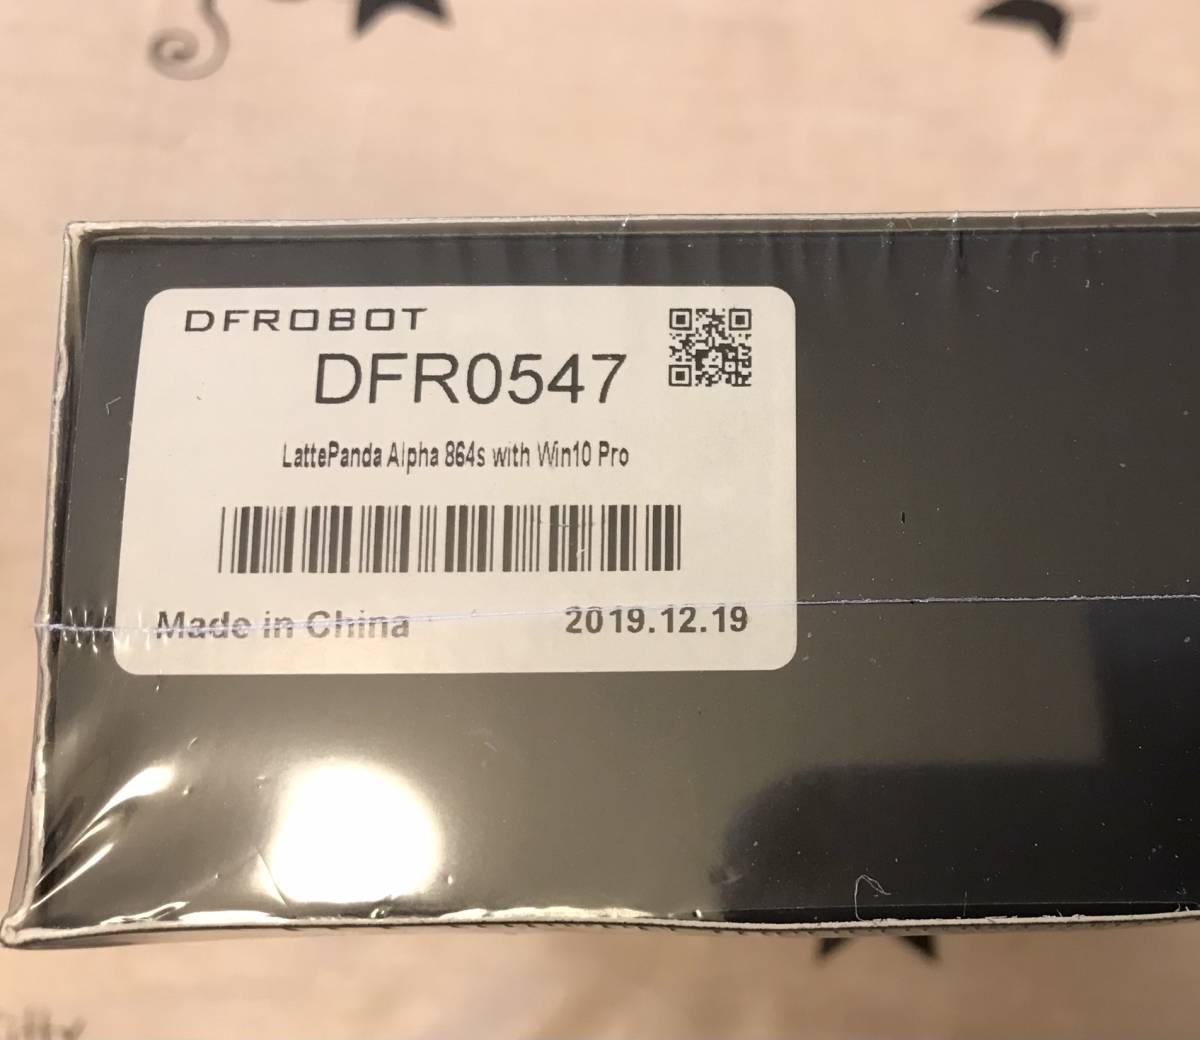 DFROBOT
DFR0547
LattePanda Alpha 864s with Win10 Pro
Made in China
2019.12.19